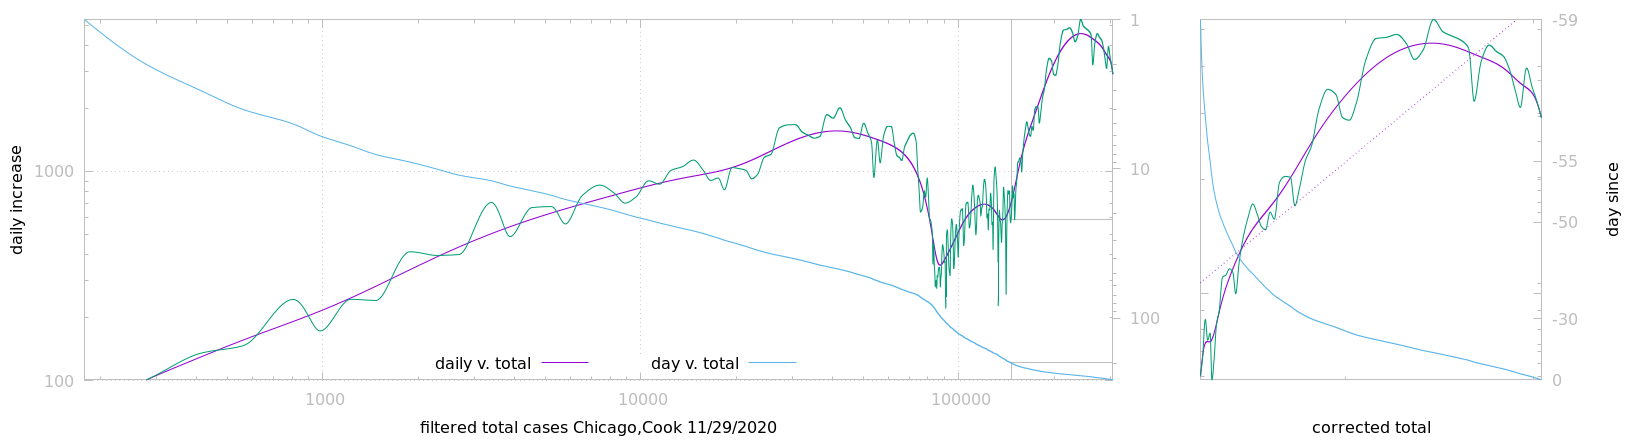 1
-59
daily increase
1000
10
-55
-50
day since
100
-30
daily v. total
day v. total
100
0
1000
10000
100000
filtered total cases Chicago,Cook 11/29/2020
corrected total